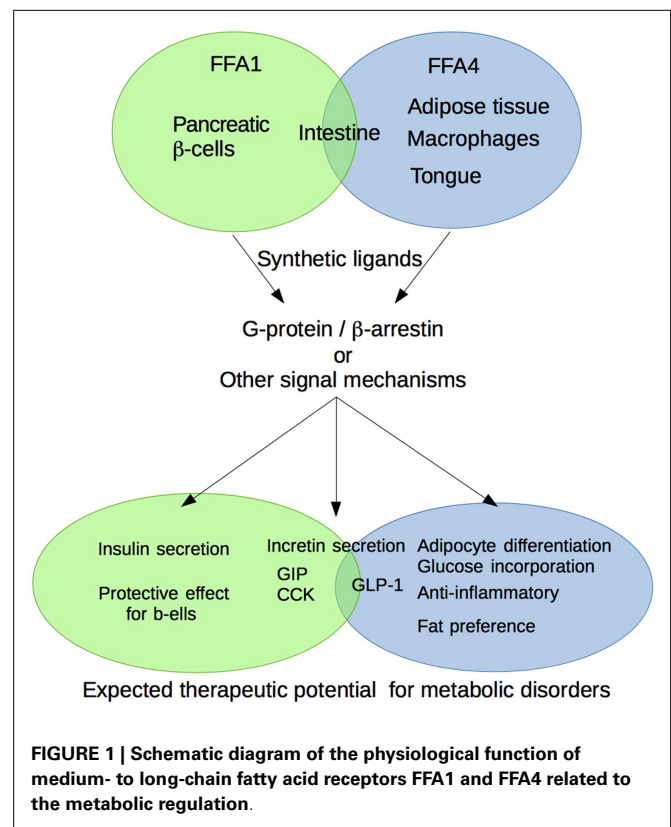 FFA1
FFA4
Pancreatic
β-cells
Intestine
Adipose tissue
Macrophages
Tongue
Synthetic ligands
G-protein / β-arrestin
or
Other signal mechanisms
Insulin secretion
Protective effect
for b-ells
Incretin secretion
GIP
CCK
GLP-1
Adipocyte differentiation
Glucose incorporation
Anti-inflammatory
Fat preference
Expected therapeutic potential for metabolic disorders
FIGURE 1 | Schematic diagram of the physiological function of
medium- to long-chain fatty acid receptors FFA1 and FFA4 related to
the metabolic regulation.